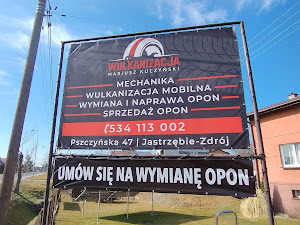 WULKANIZACJA
MARIUSZ KUCZYŃSKI
MECHANIKA
WULKANIZACJA MOBILNA
WYMIANA I NAPRAWA OPON
SPRZEDAŻ OPON
534 113 002
Pszczyńska 47 | Jastrzębie-Zdrój
UMÓW SIĘ NA WYMIANĘ OPON